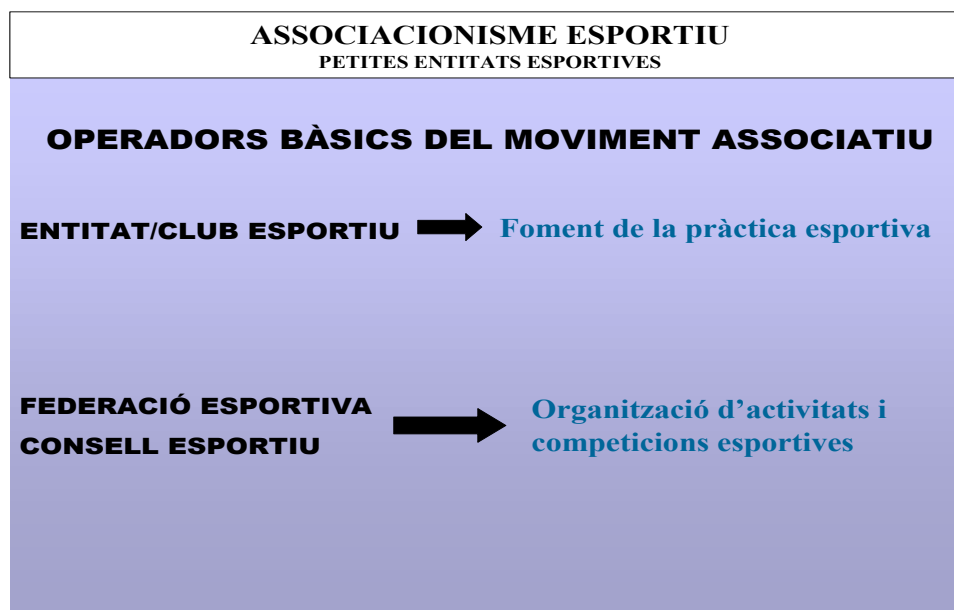 ASSOCIACIONISME ESPORTIU
PETITES ENTITATS ESPORTIVES
OPERADORS BÀSICS DEL MOVIMENT ASSOCIATIU
ENTITAT/CLUB ESPORTIU
Foment de la pràctica esportiva
FEDERACIÓ ESPORTIVA
CONSELL ESPORTIU
Organització d’activitats i
competicions esportives